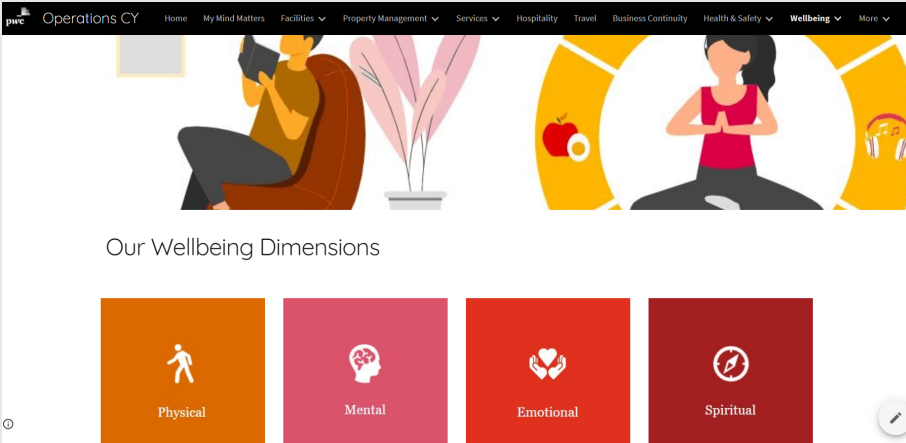 pwc Operations CY Home My Mind Matters Facilities Property Management Services Hospitality Travel Business Continuity Health & Safety Wellbeing More
Our Wellbeing Dimensions
Physical Mental Emotional Spiritual